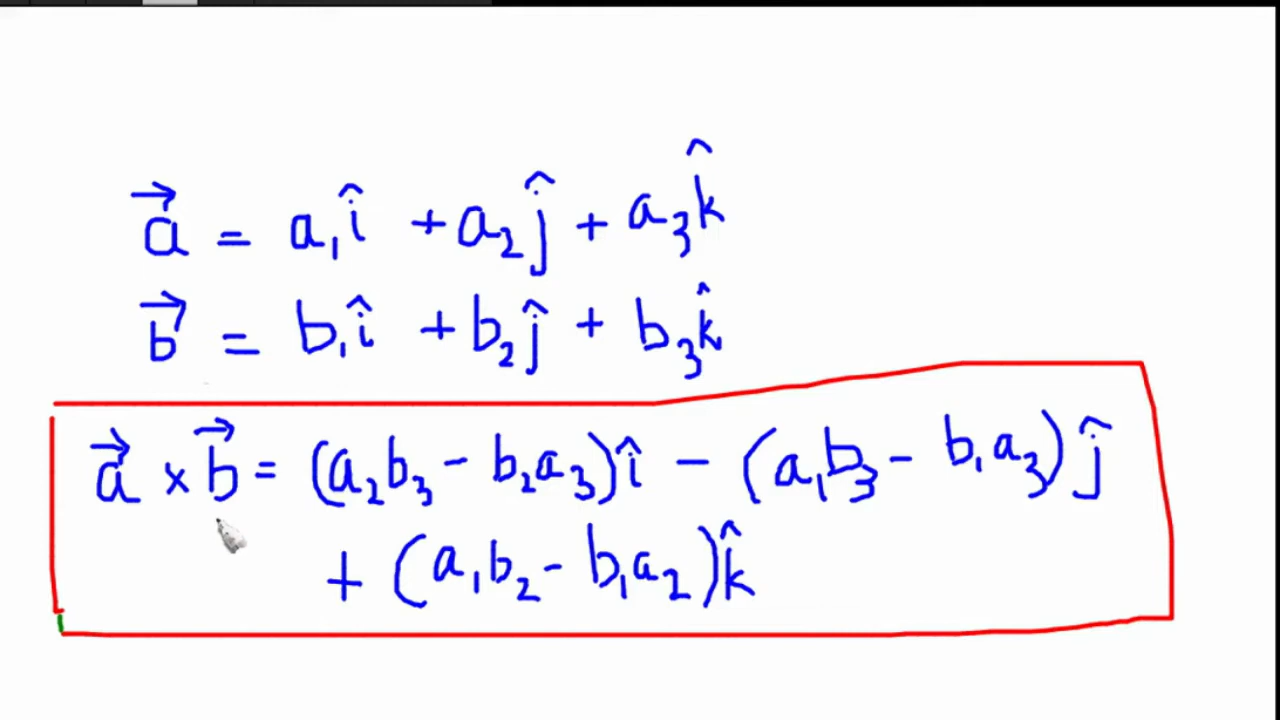 a⃗ = a₁î + a₂ĵ + a₃k̂
b⃗ = b₁î + b₂ĵ + b₃k̂
a⃗ × b⃗ = (a₂b₃ - b₂a₃)î - (a₁b₃ - b₁a₃)ĵ
+ (a₁b₂ - b₁a₂)k̂